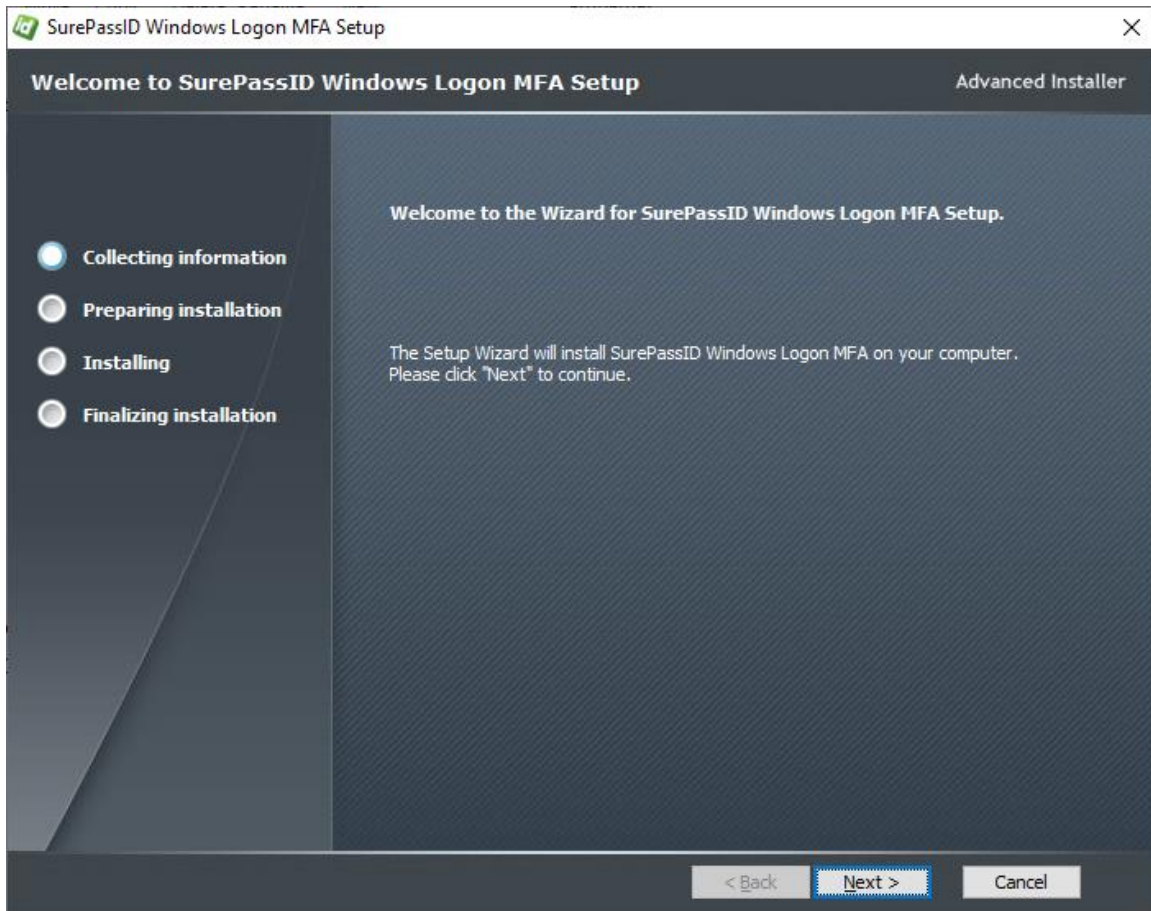 SurePassID Windows Logon MFA Setup
Welcome to SurePassID Windows Logon MFA Setup
Advanced Installer
Collecting information
Preparing installation
Installing
Finalizing installation
Welcome to the Wizard for SurePassID Windows Logon MFA Setup.
The Setup Wizard will install SurePassID Windows Logon MFA on your computer.
Please click "Next" to continue.
< Back
Next >
Cancel